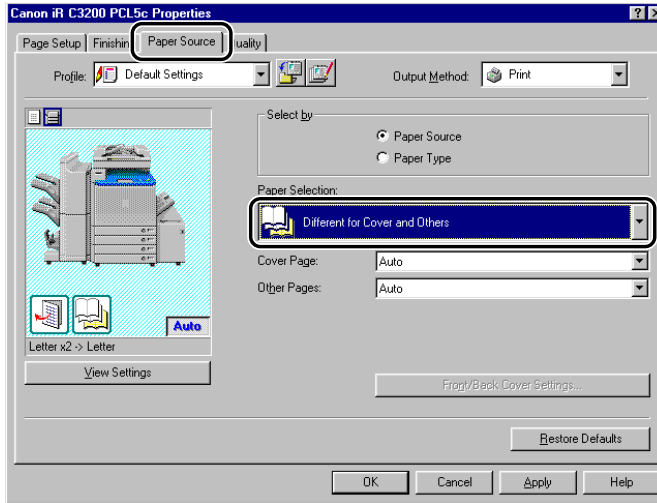 Canon iR C3200 PCL5c Properties
Page Setup Finishin Paper Source uality
Profile: Default Settings Output Method: Print
Select by
Paper Source
Paper Type
Paper Selection:
Different for Cover and Others
Cover Page: Auto
Other Pages: Auto
Auto
Letter x2 -> Letter
View Settings
Front/Back Cover Settings...
Restore Defaults
OK Cancel Apply Help